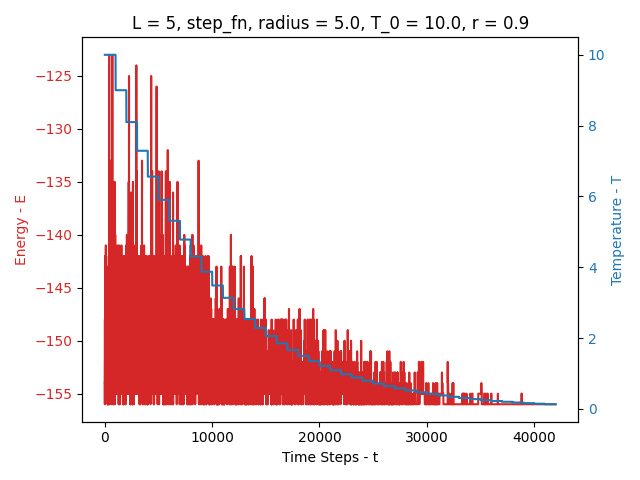 L = 5, step_fn, radius = 5.0, T_0 = 10.0, r = 0.9
Energy - E
−125
−130
−135
−140
−145
−150
−155
10
8
6
4
2
0
Temperature - T
0 10000 20000 30000 40000
Time Steps - t